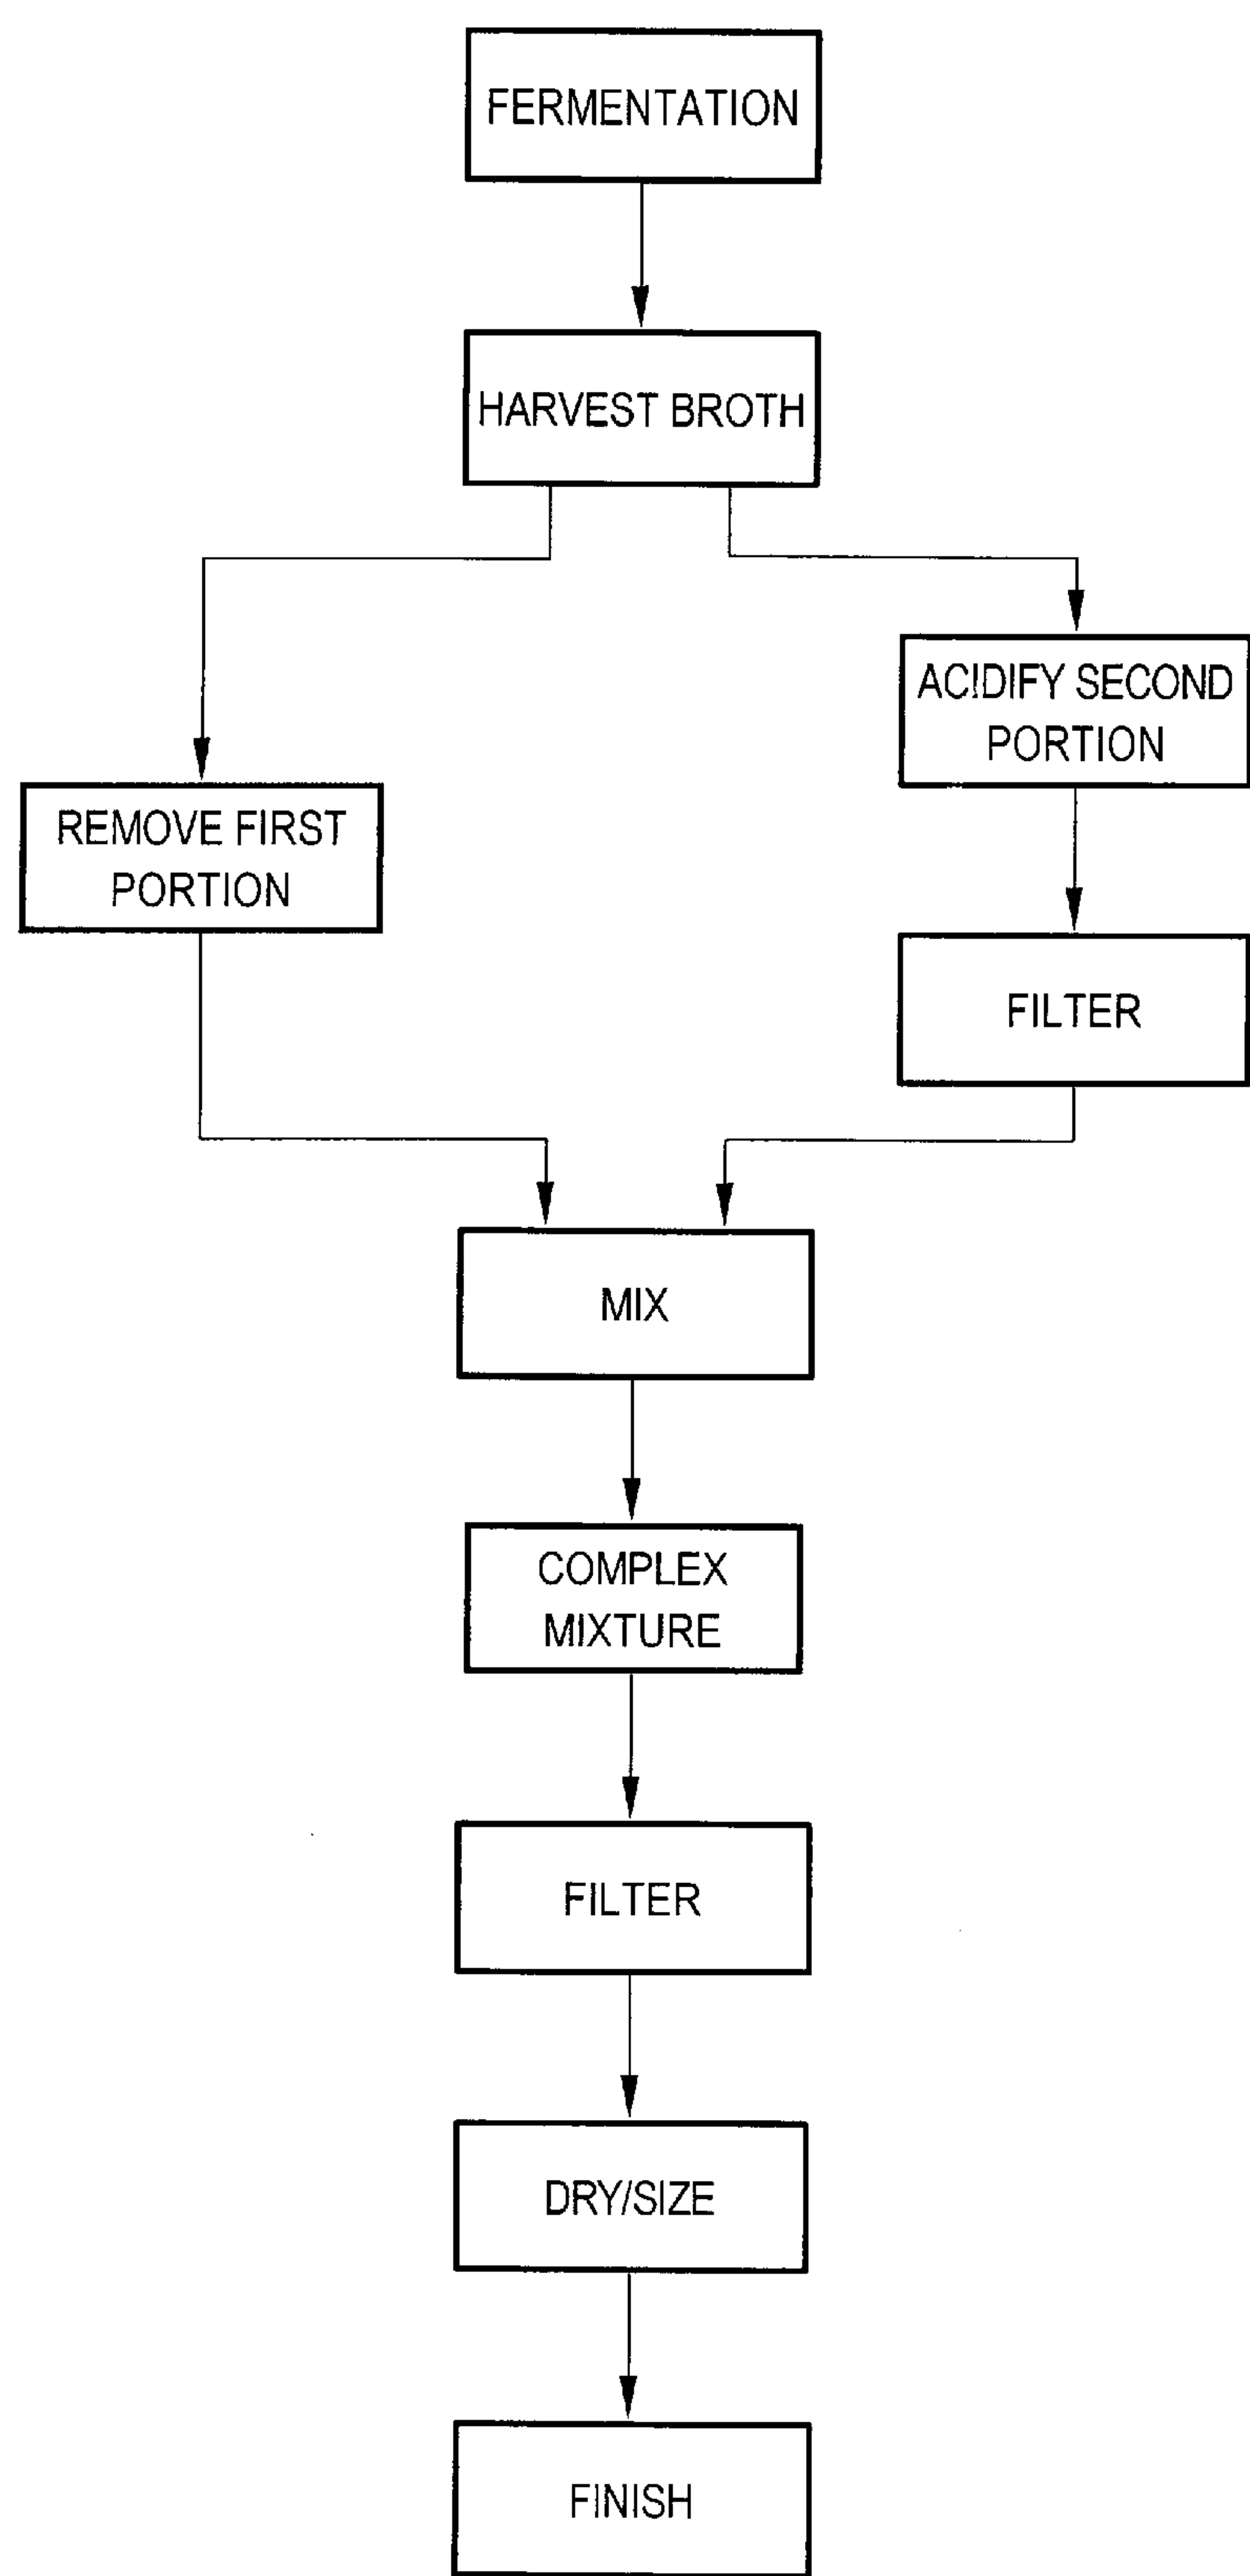 FERMENTATION
HARVEST BROTH
ACIDIFY SECOND
PORTION
REMOVE FIRST
PORTION
FILTER
MIX
COMPLEX
MIXTURE
FILTER
DRY/SIZE
FINISH